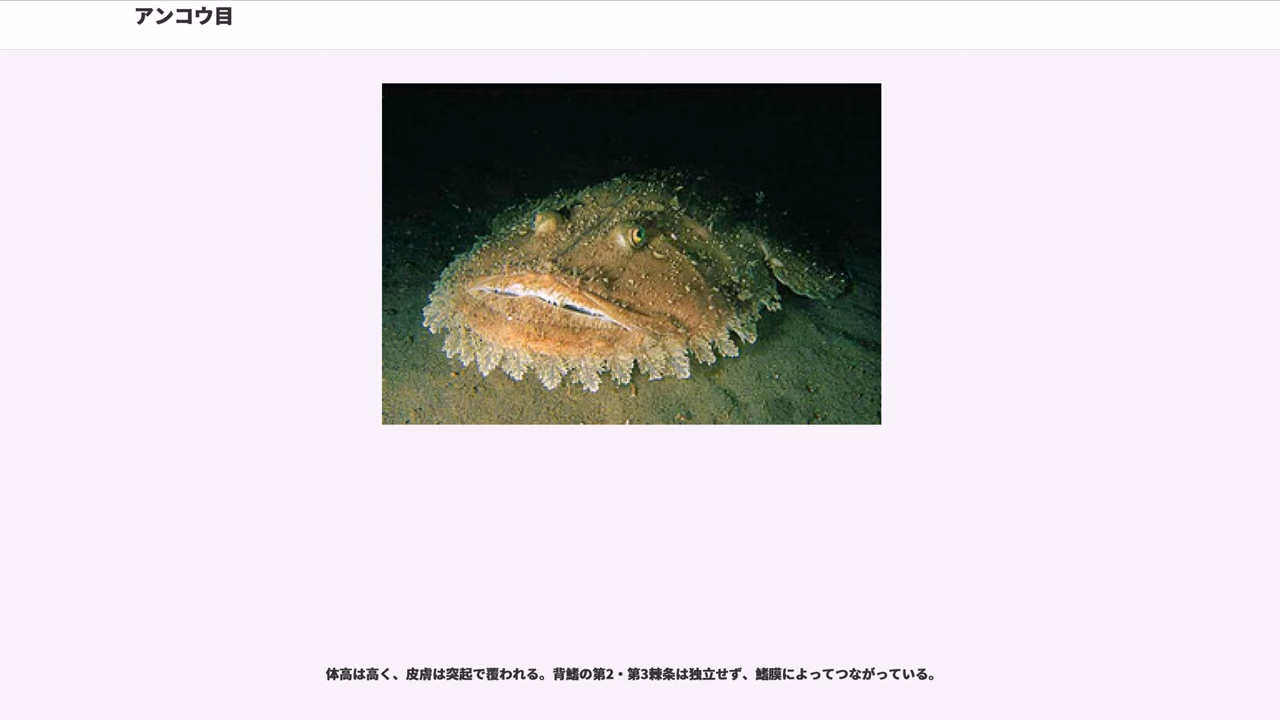 アンコウ目
体高は高く、皮膚は突起で覆われる。背鰭の第2・第3棘条は独立せず、鰭膜によってつながっている。